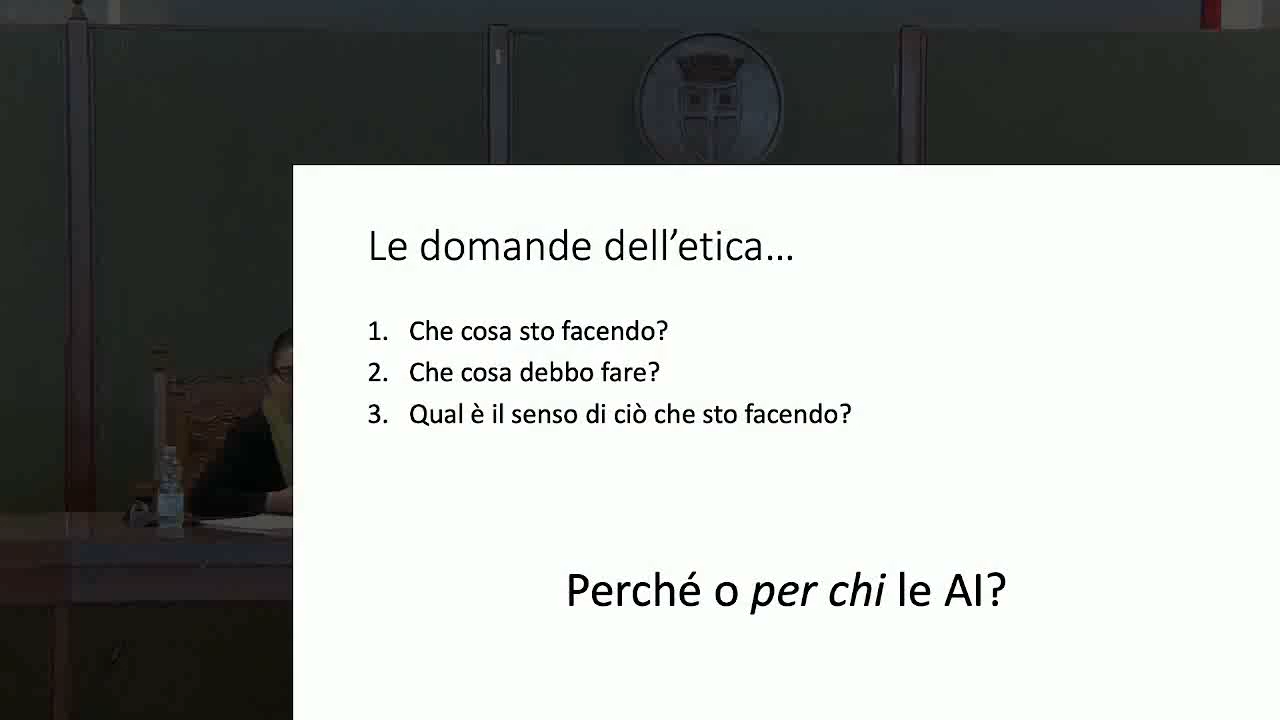 Le domande dell’etica…
1. Che cosa sto facendo?
2. Che cosa debbo fare?
3. Qual è il senso di ciò che sto facendo?
Perché o per chi le AI?